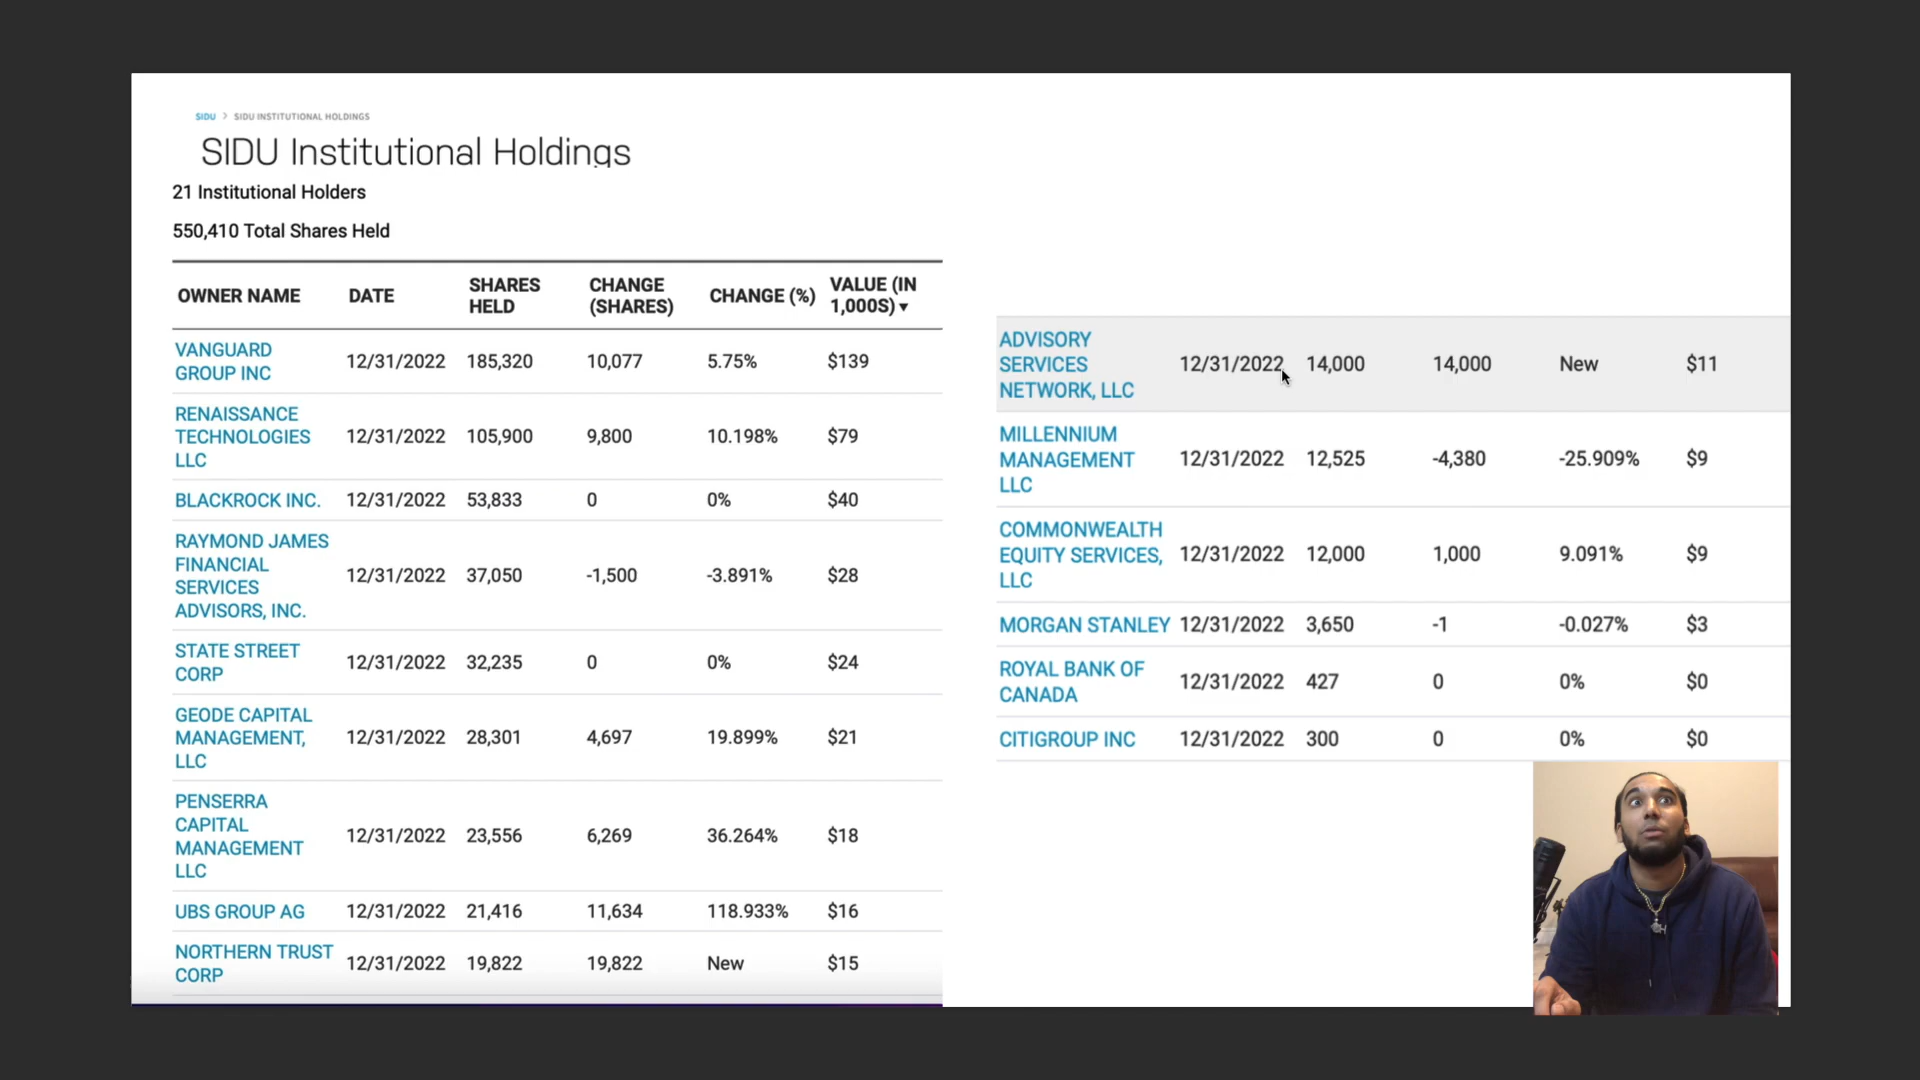 SIDU > SIDU INSTITUTIONAL HOLDINGS
SIDU Institutional Holdings
21 Institutional Holders
550,410 Total Shares Held
OWNER NAME DATE SHARES HELD CHANGE (SHARES) CHANGE (%) VALUE (IN 1,000S) ▼
VANGUARD GROUP INC 12/31/2022 185,320 10,077 5.75% $139
RENAISSANCE TECHNOLOGIES LLC 12/31/2022 105,900 9,800 10.198% $79
BLACKROCK INC. 12/31/2022 53,833 0 0% $40
RAYMOND JAMES FINANCIAL SERVICES ADVISORS, INC. 12/31/2022 37,050 -1,500 -3.891% $28
STATE STREET CORP 12/31/2022 32,235 0 0% $24
GEODE CAPITAL MANAGEMENT, LLC 12/31/2022 28,301 4,697 19.899% $21
PENSERRA CAPITAL MANAGEMENT LLC 12/31/2022 23,556 6,269 36.264% $18
UBS GROUP AG 12/31/2022 21,416 11,634 118.933% $16
NORTHERN TRUST CORP 12/31/2022 19,822 19,822 New $15
ADVISORY SERVICES NETWORK, LLC 12/31/2022 14,000 14,000 New $11
MILLENNIUM MANAGEMENT LLC 12/31/2022 12,525 -4,380 -25.909% $9
COMMONWEALTH EQUITY SERVICES, LLC 12/31/2022 12,000 1,000 9.091% $9
MORGAN STANLEY 12/31/2022 3,650 -1 -0.027% $3
ROYAL BANK OF CANADA 12/31/2022 427 0 0% $0
CITIGROUP INC 12/31/2022 300 0 0% $0